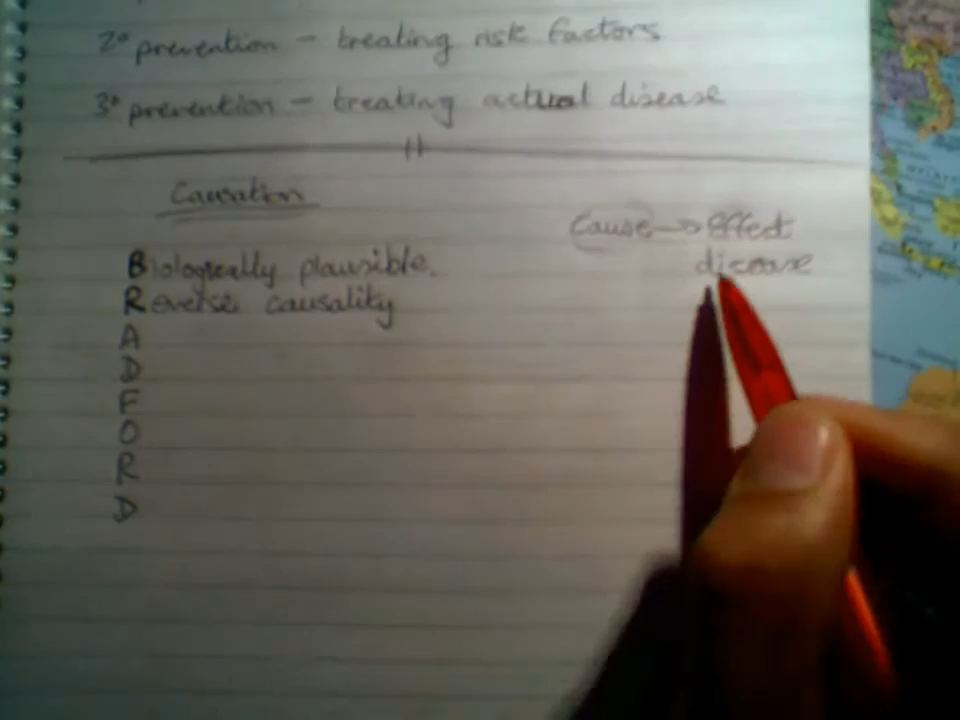 2° prevention - treating risk factors
3° prevention - treating actual disease
Causation
Cause → effect
disease
Biologically plausible.
Reverse causality
A
D
F
O
R
D